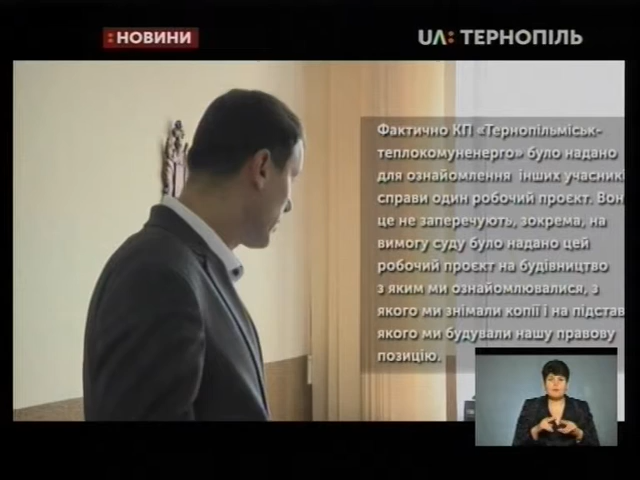 :НОВИНИ
UA: ТЕРНОПІЛЬ
Фактично КП «Тернопільміськ-
теплокомуненерго» було надано
для ознайомлення інших учасникі
справи один робочий проєкт. Вон
це не заперечують, зокрема, на
вимогу суду було надано цей
робочий проєкт на будівництво
з яким ми ознайомлювалися, з
якого ми знімали копії і на підстав
якого ми будували нашу правову
позицію.